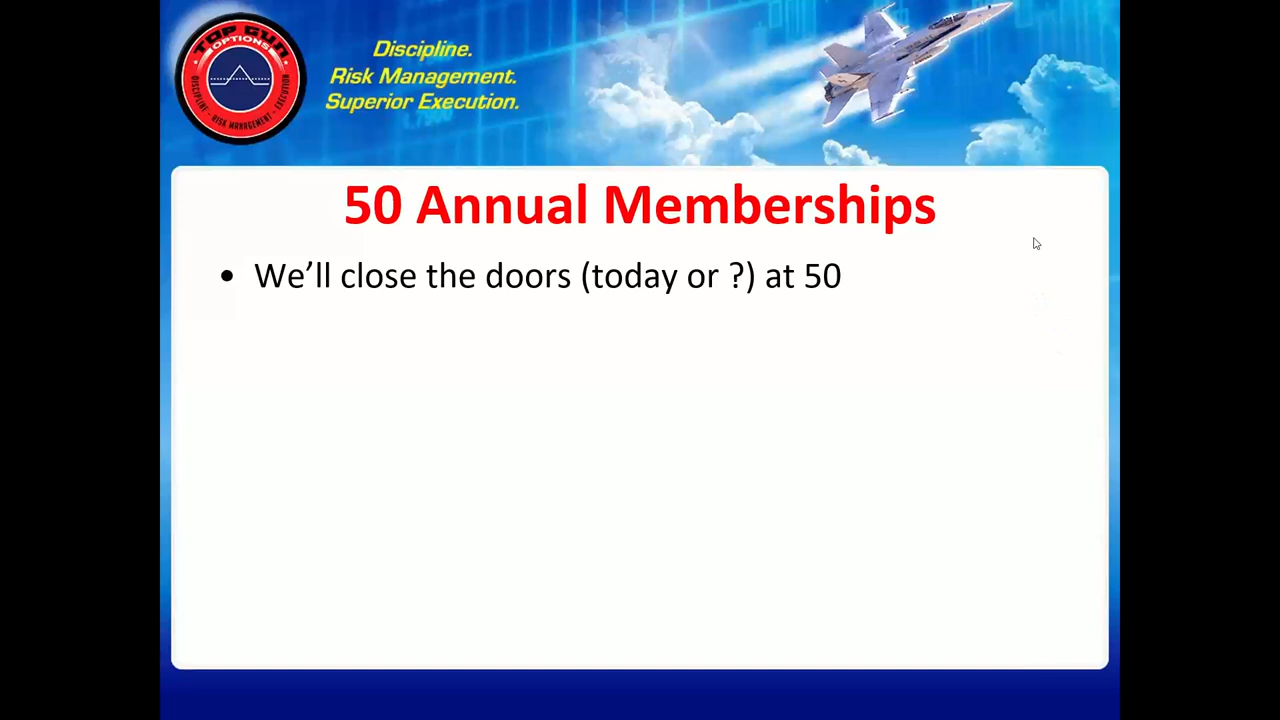 TOP GUN
OPTIONS
DISCIPLINE - RISK MANAGEMENT - EXECUTION
Discipline.
Risk Management.
Superior Execution.
50 Annual Memberships
• We’ll close the doors (today or ?) at 50